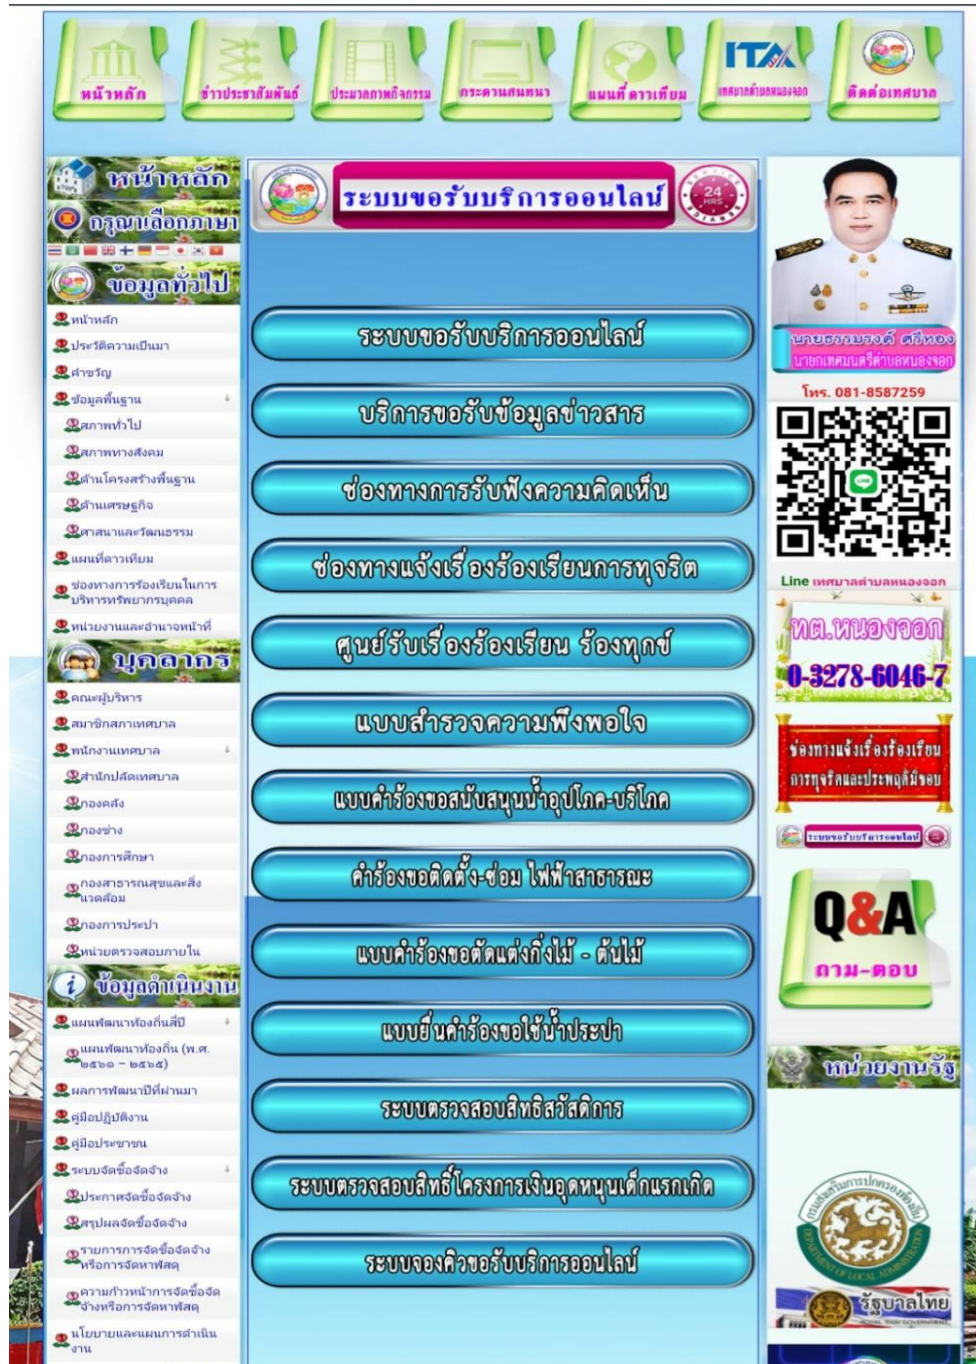 หน้าหลัก
ข่าวประชาสัมพันธ์
ประมวลภาพกิจกรรม
กระดานสนทนา
แผนที่ดาวเทียม
ITA
เทศบาลตำบลหนองจอก
ติดต่อเทศบาล
หน้าหลัก
กรุณาเลือกภาษา
ข้อมูลทั่วไป
หน้าหลัก
ประวัติความเป็นมา
คำขวัญ
ข้อมูลพื้นฐาน
สภาพทั่วไป
สภาพทางสังคม
ด้านโครงสร้างพื้นฐาน
ด้านเศรษฐกิจ
ศาสนาและวัฒนธรรม
แผนที่ดาวเทียม
ช่องทางการร้องเรียนในการ
บริหารทรัพยากรบุคคล
หน่วยงานและอำนาจหน้าที่
บุคลากร
คณะผู้บริหาร
สมาชิกสภาเทศบาล
พนักงานเทศบาล
สำนักปลัดเทศบาล
กองคลัง
กองช่าง
กองการศึกษา
กองสาธารณสุขและสิ่ง
แวดล้อม
กองการประปา
หน่วยตรวจสอบภายใน
ข้อมูลดำเนินงาน
แผนพัฒนาท้องถิ่นสี่ปี
แผนพัฒนาท้องถิ่น (พ.ศ.
๒๕๖๑ - ๒๕๖๕)
ผลการพัฒนาปีที่ผ่านมา
คู่มือปฏิบัติงาน
คู่มือประชาชน
ระบบจัดซื้อจัดจ้าง
ประกาศจัดซื้อจัดจ้าง
สรุปผลจัดซื้อจัดจ้าง
รายการการจัดซื้อจัดจ้าง
หรือการจัดหาพัสดุ
ความก้าวหน้าการจัดซื้อจัด
จ้างหรือการจัดหาพัสดุ
นโยบายและแผนการดำเนิน
งาน
ระบบขอรับบริการออนไลน์
24
HRS
ระบบขอรับบริการออนไลน์
บริการขอรับข้อมูลข่าวสาร
ช่องทางการรับฟังความคิดเห็น
ช่องทางแจ้งเรื่องร้องเรียนการทุจริต
ศูนย์รับเรื่องร้องเรียน ร้องทุกข์
แบบสำรวจความพึงพอใจ
แบบคำร้องขอสนับสนุนน้ำอุปโภค-บริโภค
คำร้องขอติดตั้ง-ซ่อม ไฟฟ้าสาธารณะ
แบบคำร้องขอตัดแต่งกิ่งไม้ - ต้นไม้
แบบยื่นคำร้องขอใช้น้ำประปา
ระบบตรวจสอบสิทธิสวัสดิการ
ระบบตรวจสอบสิทธิ์โครงการเงินอุดหนุนเด็กแรกเกิด
ระบบจองคิวขอรับบริการออนไลน์
นายธรรมรงค์ ศรีทอง
นายกเทศมนตรีตำบลหนองจอก
โทร. 081-8587259
Line เทศบาลตำบลหนองจอก
ทต.หนองจอก
0-3278-6046-7
ช่องทางแจ้งเรื่องร้องเรียน
การทุจริตและประพฤติมิชอบ
ระบบขอรับบริการออนไลน์
Q&A
ถาม-ตอบ
หน่วยงานรัฐ
กรมส่งเสริมการปกครองท้องถิ่น
DEPARTMENT OF LOCAL ADMINISTRATION
รัฐบาลไทย
ROYAL THAI GOVERNMENT